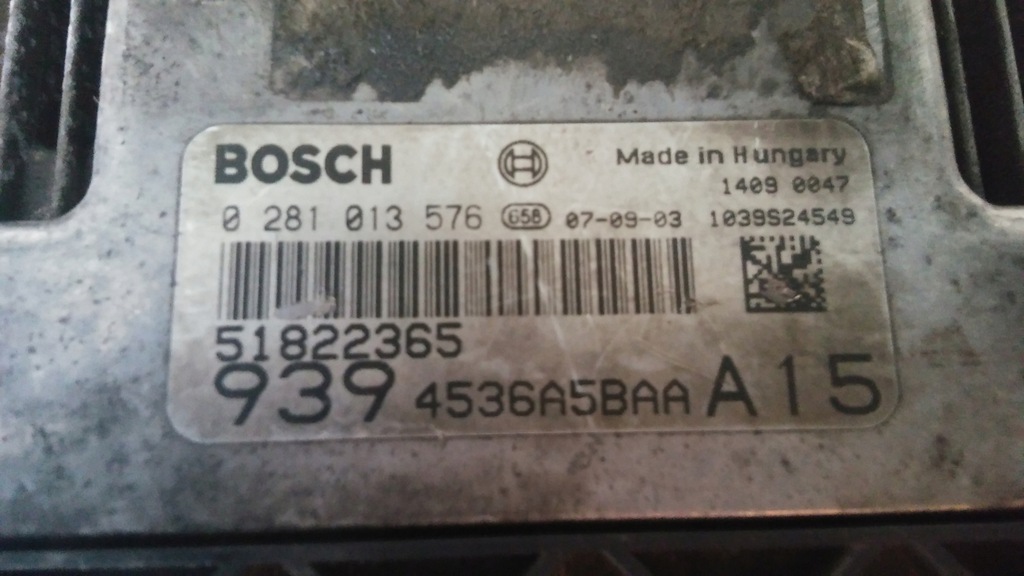 BOSCH Made in Hungary
1409 0047
0 281 013 576 658 07-09-03 1039S24549
51822365
939 4536A5BAA A15